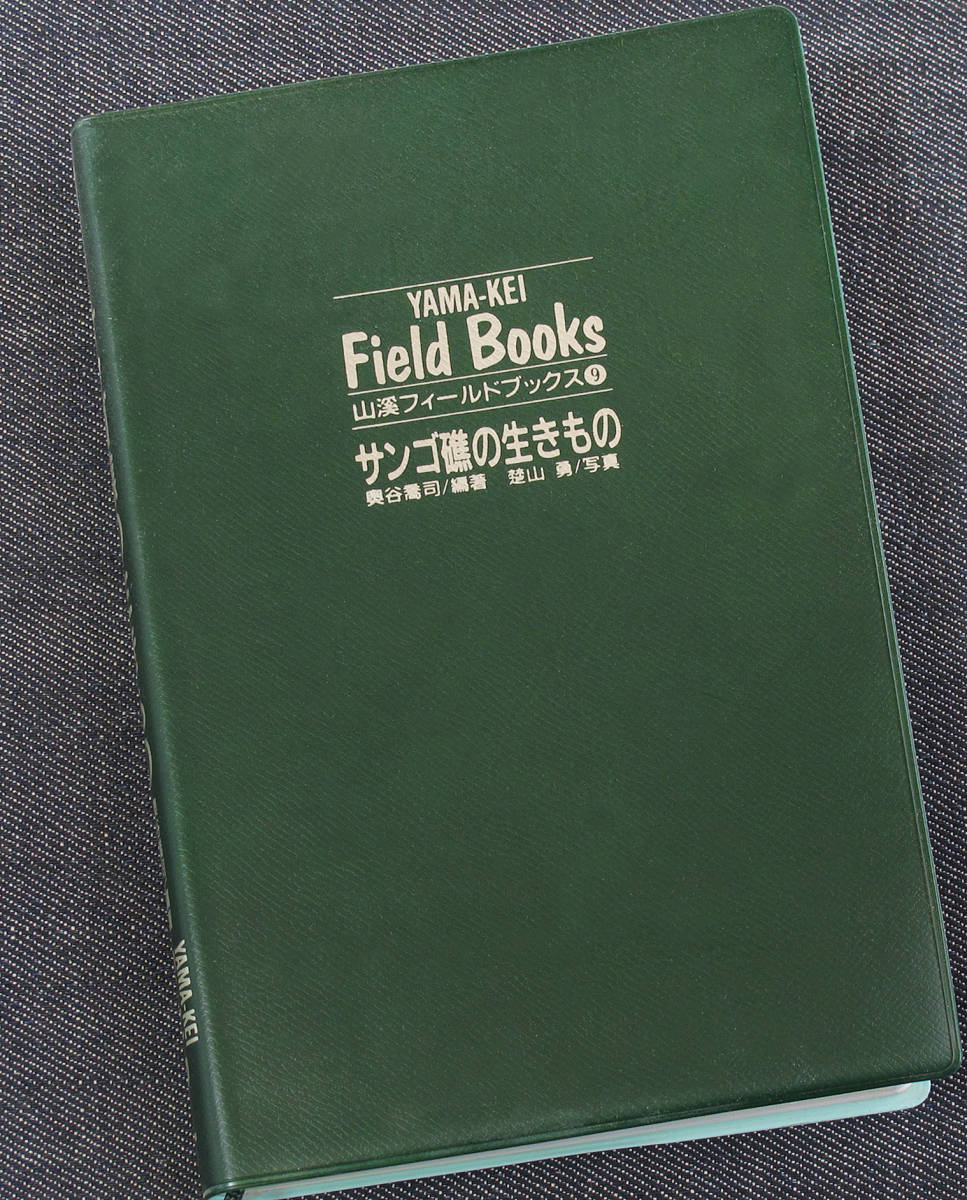 YAMA-KEI
Field Books
山溪フィールドブックス❾
サンゴ礁の生きもの
奥谷喬司/編著 楚山 勇/写真
YAMA-KEI